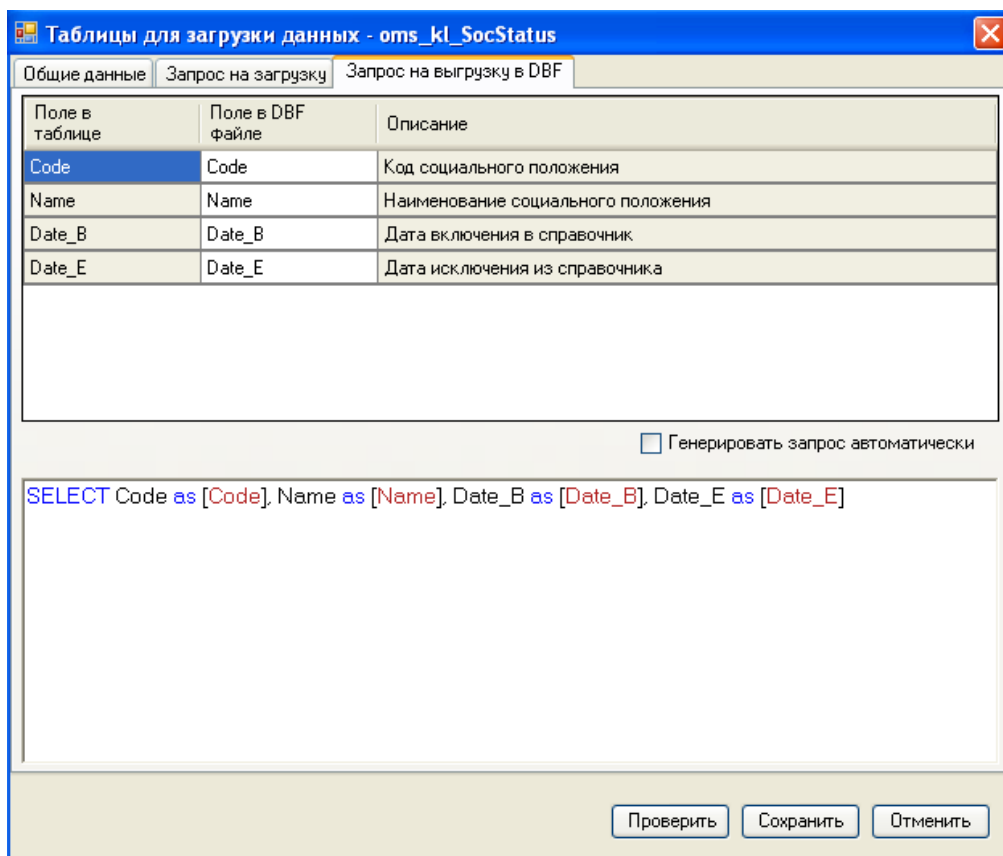 Таблицы для загрузки данных - oms_kl_SocStatus
Общие данные Запрос на загрузку Запрос на выгрузку в DBF
Поле в таблице Поле в DBF файле Описание
Code Code Код социального положения
Name Name Наименование социального положения
Date_B Date_B Дата включения в справочник
Date_E Date_E Дата исключения из справочника
Генерировать запрос автоматически
SELECT Code as [Code], Name as [Name], Date_B as [Date_B], Date_E as [Date_E]
Проверить Сохранить Отменить